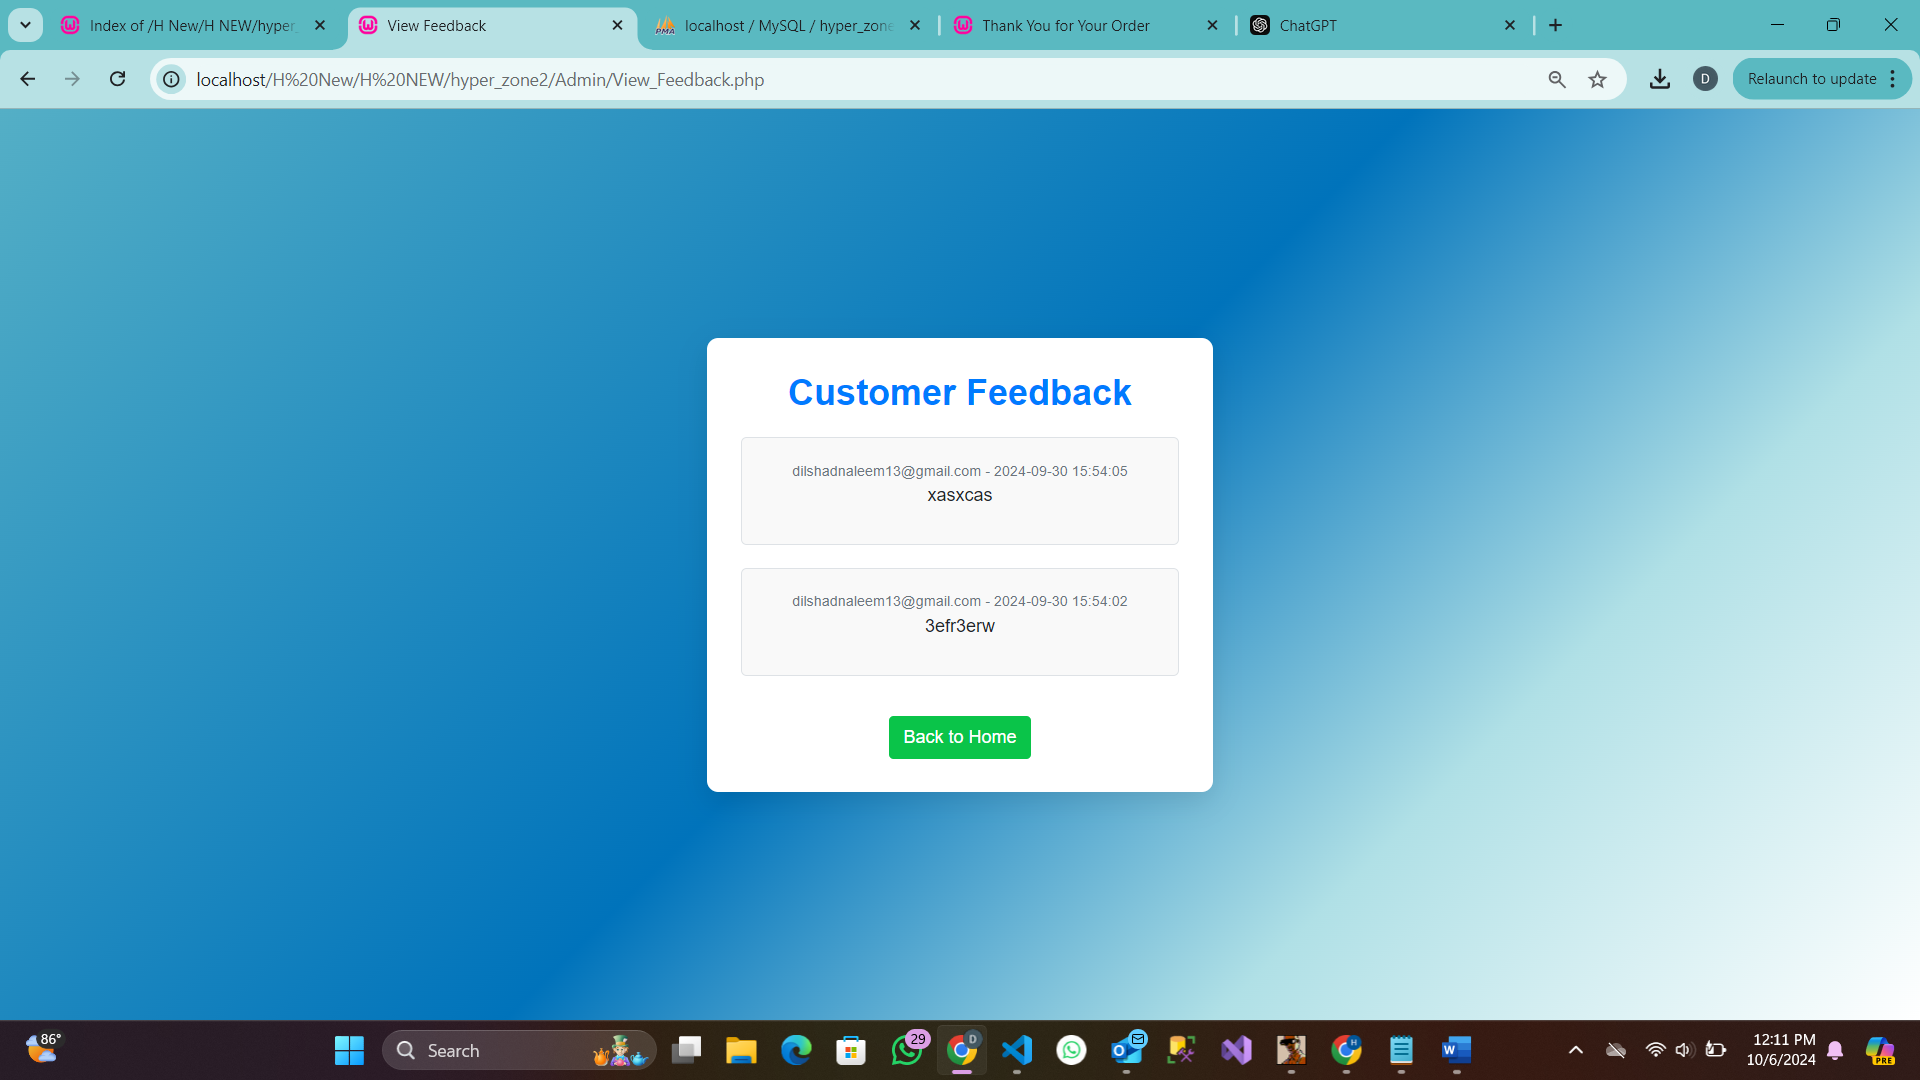 Index of /H New/H NEW/hyper_
View Feedback
localhost / MySQL / hyper_zone
Thank You for Your Order
ChatGPT
localhost/H%20New/H%20NEW/hyper_zone2/Admin/View_Feedback.php
D
Relaunch to update
Customer Feedback
dilshadnaleem13@gmail.com - 2024-09-30 15:54:05
xasxcas
dilshadnaleem13@gmail.com - 2024-09-30 15:54:02
3efr3erw
Back to Home
86°
Search
29
D
H
12:11 PM
10/6/2024
PRE